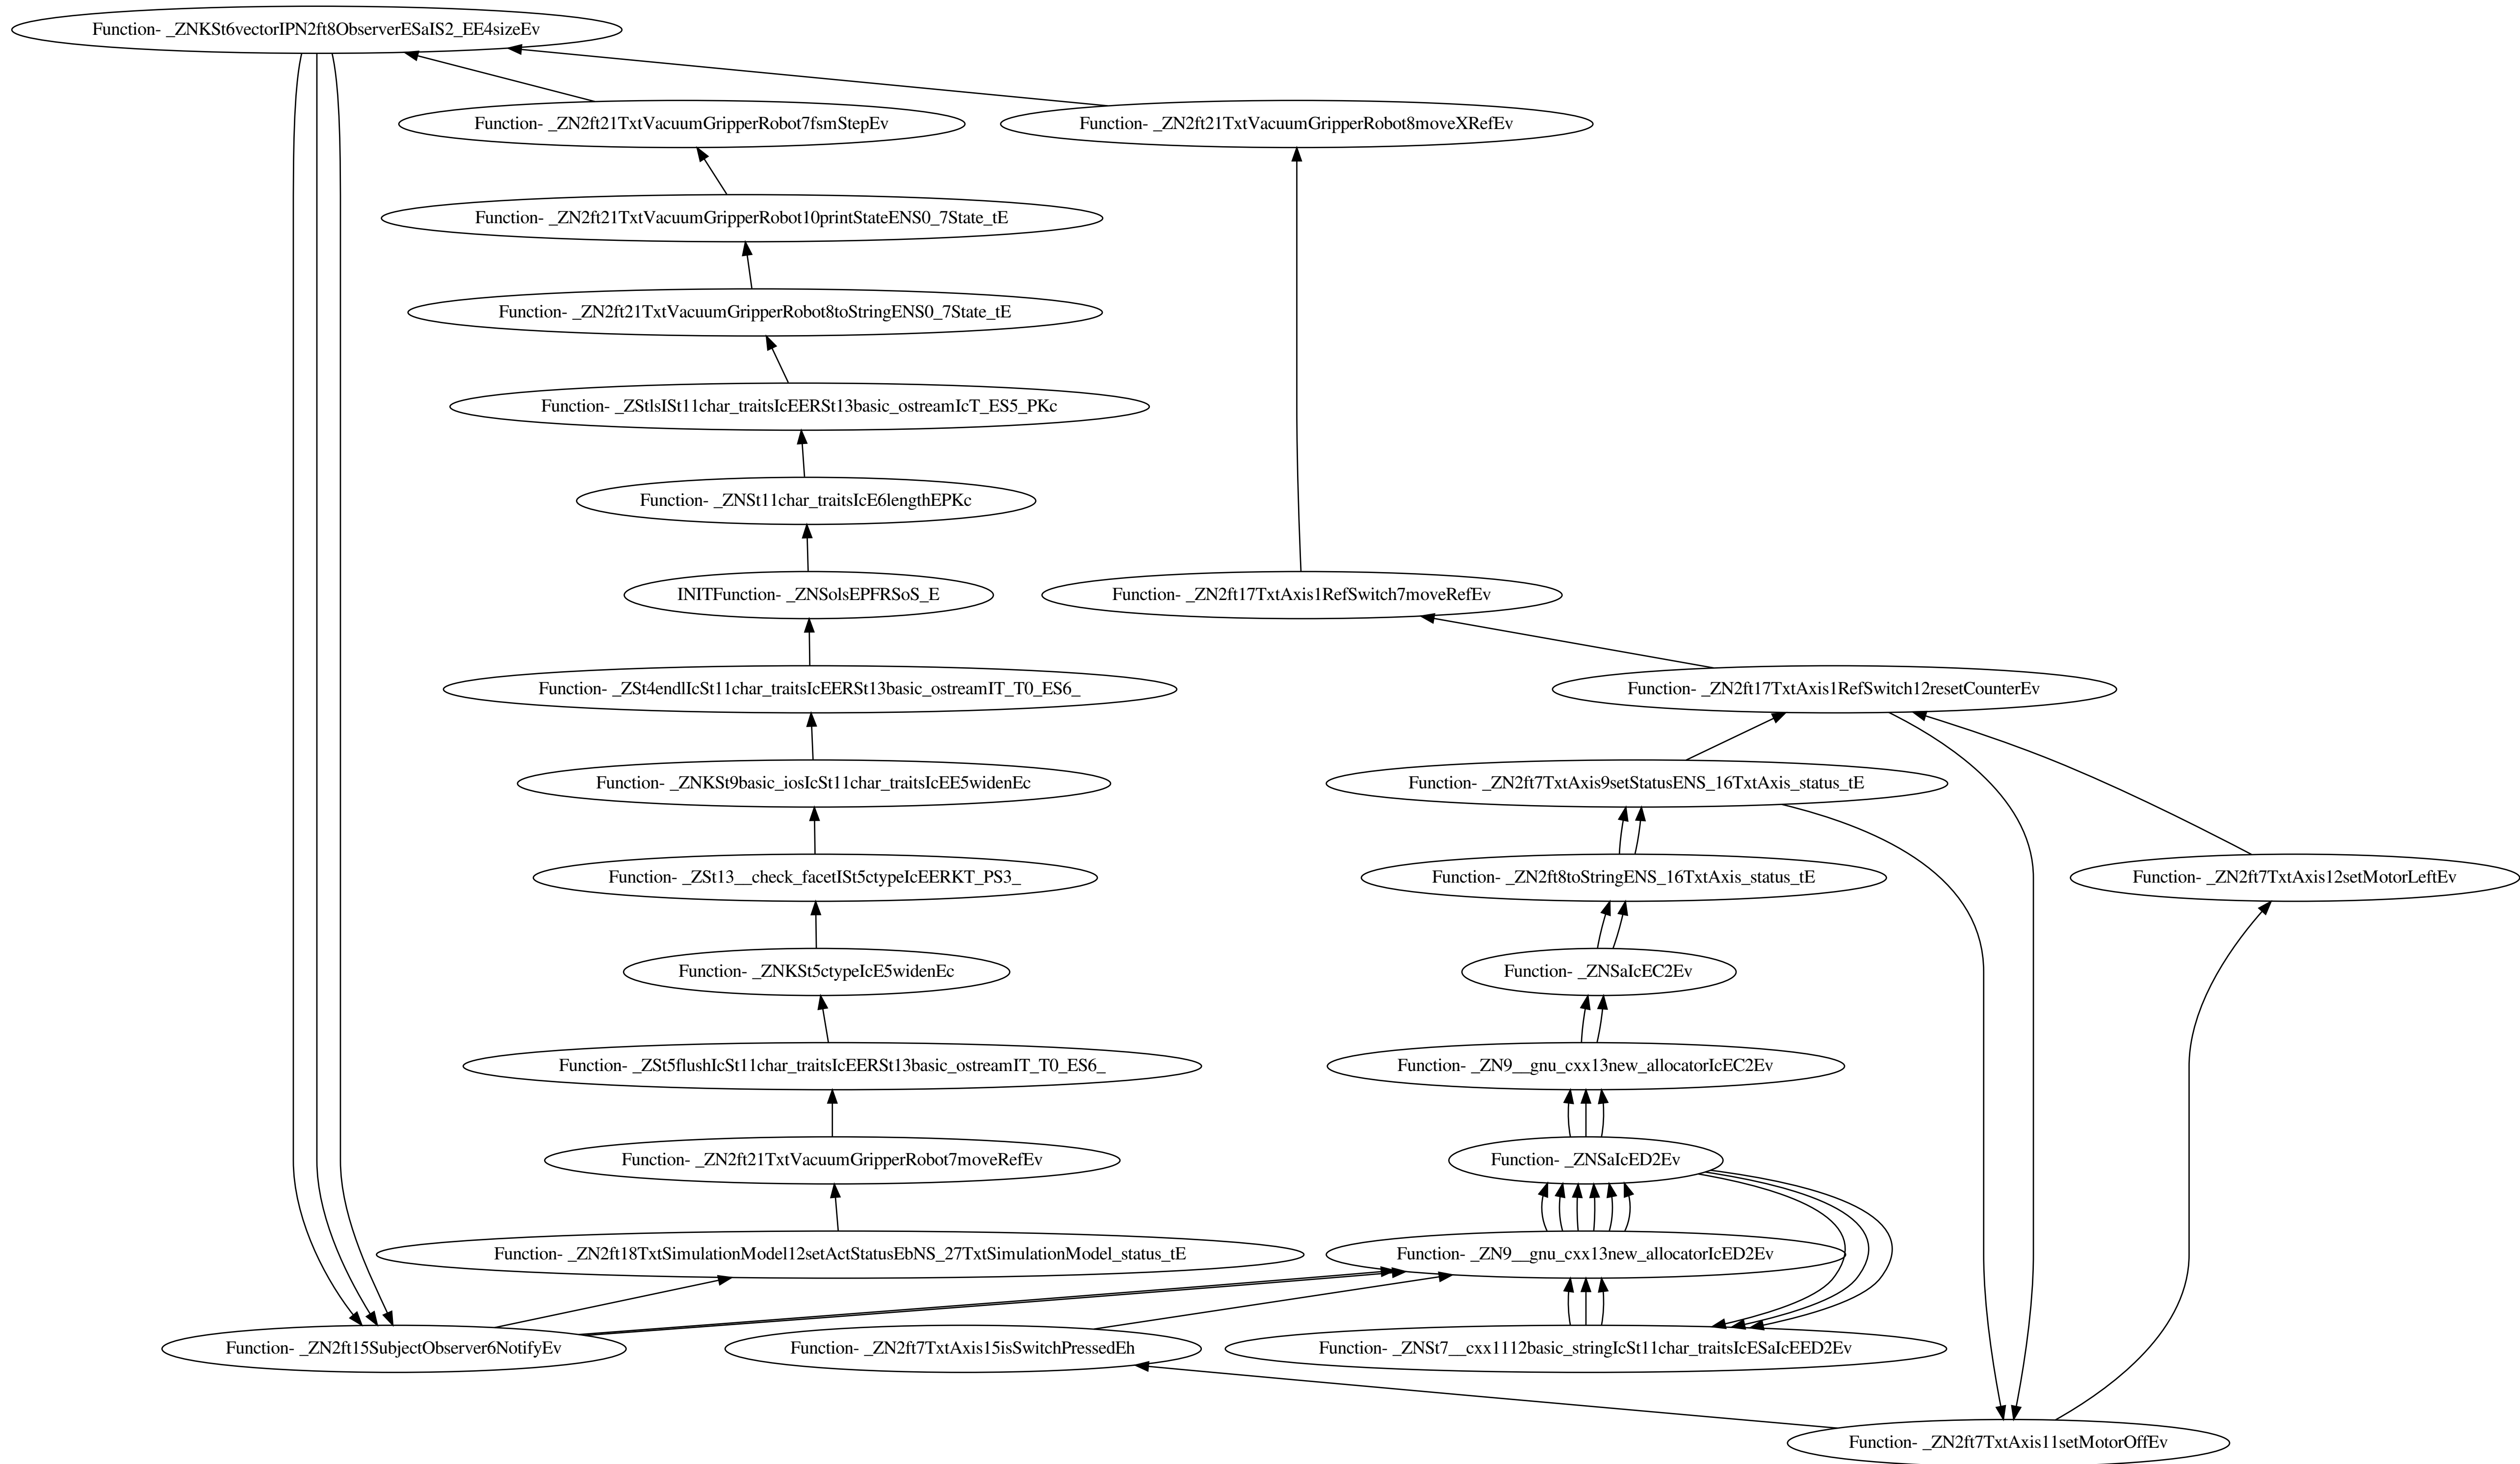 Function- _ZNKSt6vectorIPN2ft8ObserverESaIS2_EE4sizeEv
Function- _ZN2ft21TxtVacuumGripperRobot7fsmStepEv
Function- _ZN2ft21TxtVacuumGripperRobot8moveXRefEv
Function- _ZN2ft21TxtVacuumGripperRobot10printStateENS0_7State_tE
Function- _ZN2ft21TxtVacuumGripperRobot8toStringENS0_7State_tE
Function- _ZStlsISt11char_traitsIcEERSt13basic_ostreamIcT_ES5_PKc
Function- _ZNSt11char_traitsIcE6lengthEPKc
INITFunction- _ZNSolsEPFRSoS_E
Function- _ZN2ft17TxtAxis1RefSwitch7moveRefEv
Function- _ZSt4endlIcSt11char_traitsIcEERSt13basic_ostreamIT_T0_ES6_
Function- _ZN2ft17TxtAxis1RefSwitch12resetCounterEv
Function- _ZNKSt9basic_iosIcSt11char_traitsIcEE5widenEc
Function- _ZN2ft7TxtAxis9setStatusENS_16TxtAxis_status_tE
Function- _ZSt13__check_facetISt5ctypeIcEERKT_PS3_
Function- _ZN2ft8toStringENS_16TxtAxis_status_tE
Function- _ZN2ft7TxtAxis12setMotorLeftEv
Function- _ZNKSt5ctypeIcE5widenEc
Function- _ZNSaIcEC2Ev
Function- _ZSt5flushIcSt11char_traitsIcEERSt13basic_ostreamIT_T0_ES6_
Function- _ZN9__gnu_cxx13new_allocatorIcEC2Ev
Function- _ZN2ft21TxtVacuumGripperRobot7moveRefEv
Function- _ZNSaIcED2Ev
Function- _ZN2ft18TxtSimulationModel12setActStatusEbNS_27TxtSimulationModel_status_tE
Function- _ZN9__gnu_cxx13new_allocatorIcED2Ev
Function- _ZN2ft15SubjectObserver6NotifyEv
Function- _ZN2ft7TxtAxis15isSwitchPressedEh
Function- _ZNSt7__cxx1112basic_stringIcSt11char_traitsIcESaIcEED2Ev
Function- _ZN2ft7TxtAxis11setMotorOffEv